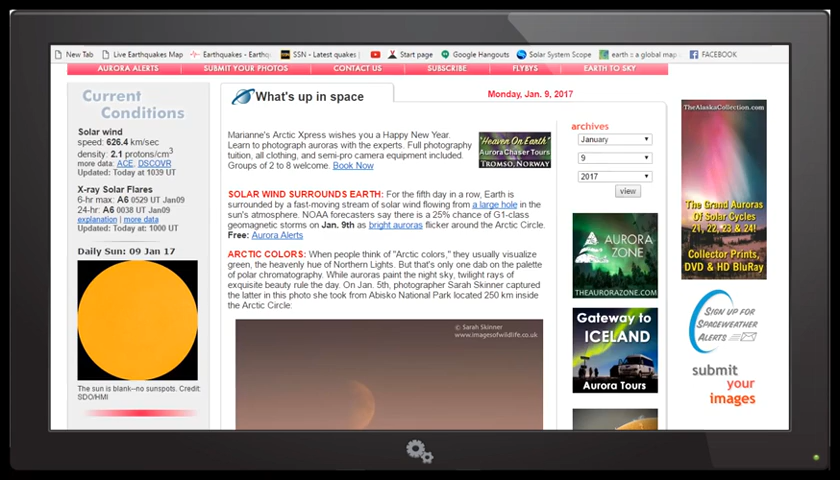 New Tab
Live Earthquakes Map
Earthquakes - Earthq
SSN - Latest quakes |
Start page
Google Hangouts
Solar System Scope
earth :: a global map
FACEBOOK
AURORA ALERTS
SUBMIT YOUR PHOTOS
CONTACT US
SUBSCRIBE
FLYBYS
EARTH TO SKY
Current
Conditions
Solar wind
speed: 626.4 km/sec
density: 2.1 protons/cm3
more data: ACE, DSCOVR
Updated: Today at 1039 UT
X-ray Solar Flares
6-hr max: A6 0529 UT Jan09
24-hr: A6 0038 UT Jan09
explanation | more data
Updated: Today at: 1000 UT
Daily Sun: 09 Jan 17
The sun is blank--no sunspots. Credit:
SDO/HMI
What's up in space
Monday, Jan. 9, 2017
Marianne's Arctic Xpress wishes you a Happy New Year.
Learn to photograph auroras with the experts. Full photography
tuition, all clothing, and semi-pro camera equipment included.
Groups of 2 to 8 welcome. Book Now
"Heaven On Earth"
Aurora Chaser Tours
TROMSO, NORWAY
SOLAR WIND SURROUNDS EARTH: For the fifth day in a row, Earth is
surrounded by a fast-moving stream of solar wind flowing from a large hole in
the sun's atmosphere. NOAA forecasters say there is a 25% chance of G1-class
geomagnetic storms on Jan. 9th as bright auroras flicker around the Arctic Circle.
Free: Aurora Alerts
ARCTIC COLORS: When people think of "Arctic colors," they usually visualize
green, the heavenly hue of Northern Lights. But that's only one dab on the palette
of polar chromatography. While auroras paint the night sky, twilight rays of
exquisite beauty rule the day. On Jan. 5th, photographer Sarah Skinner captured
the latter in this photo she took from Abisko National Park located 250 km inside
the Arctic Circle:
© Sarah Skinner
www.imagesofwildlife.co.uk
archives
January
9
2017
view
AURORA
ZONE
THEAURORAZONE.COM
Gateway to
ICELAND
Aurora Tours
TheAlaskaCollection.com
The Grand Auroras
Of Solar Cycles
21, 22, 23 & 24!
Collector Prints,
DVD & HD BluRay
SIGN UP FOR
SPACEWEATHER
ALERTS
submit
your
images